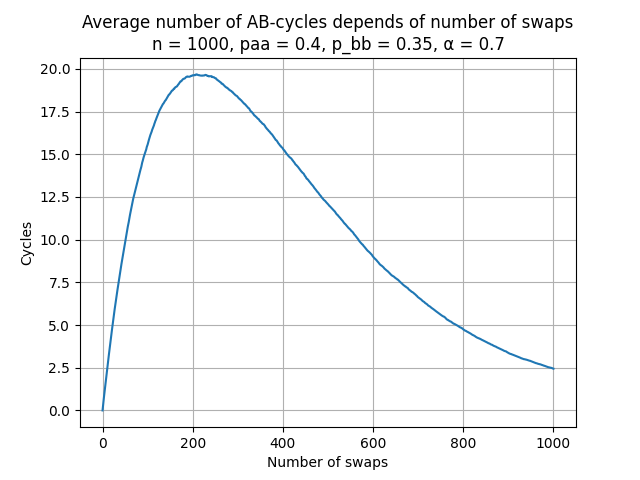 Average number of AB-cycles depends of number of swaps
n = 1000, paa = 0.4, p_bb = 0.35, α = 0.7
20.0
17.5
15.0
12.5
10.0
7.5
5.0
2.5
0.0
Cycles
0 200 400 600 800 1000
Number of swaps